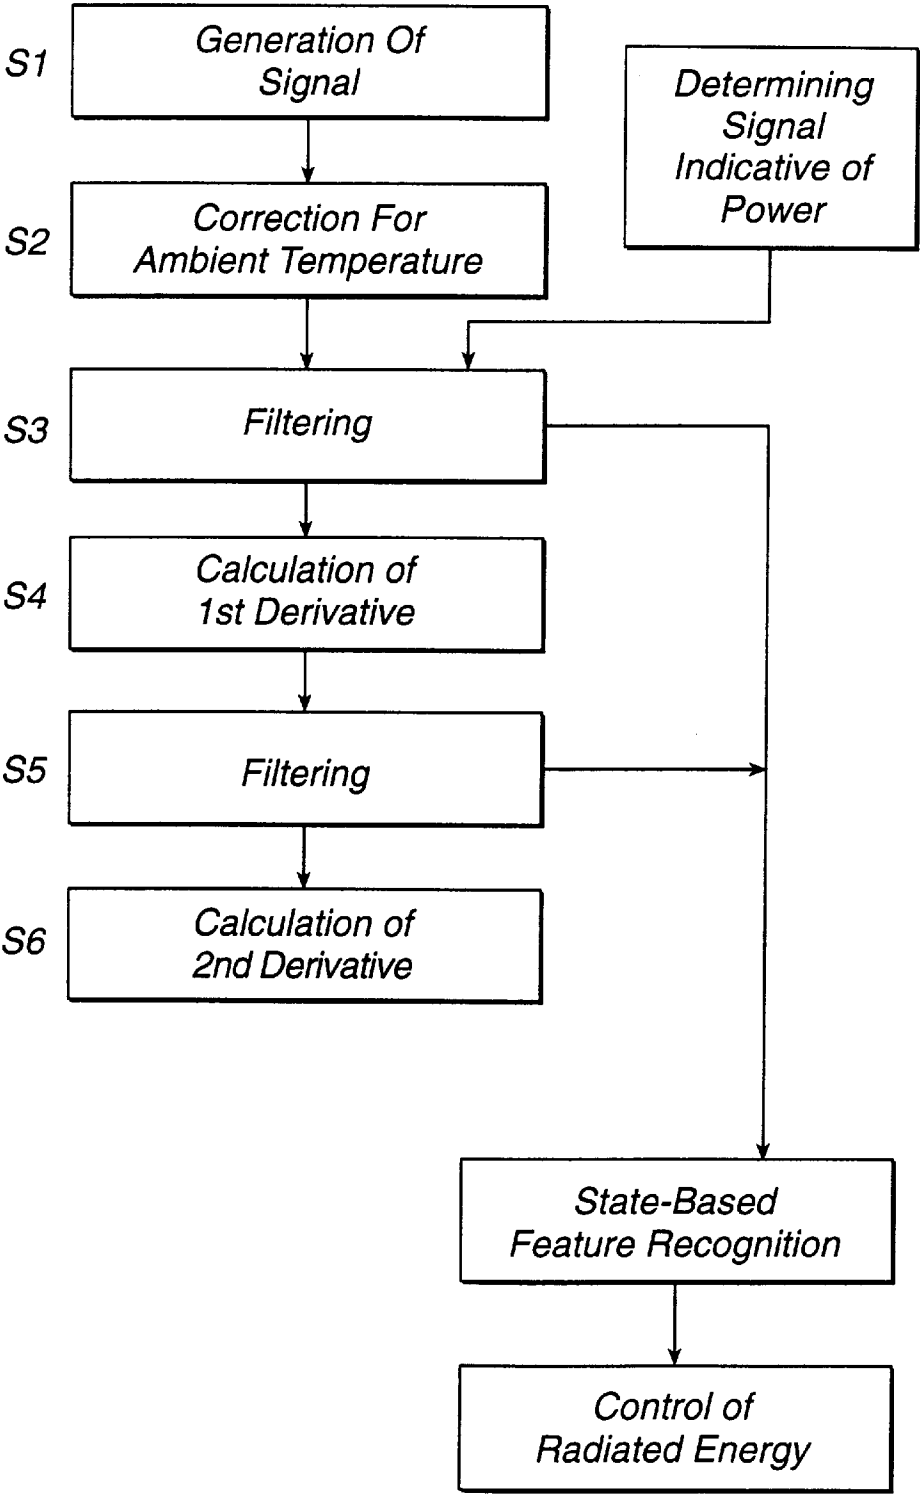 S1
Generation Of
Signal
Determining
Signal
Indicative of
Power
S2
Correction For
Ambient Temperature
S3
Filtering
S4
Calculation of
1st Derivative
S5
Filtering
S6
Calculation of
2nd Derivative
State-Based
Feature Recognition
Control of
Radiated Energy